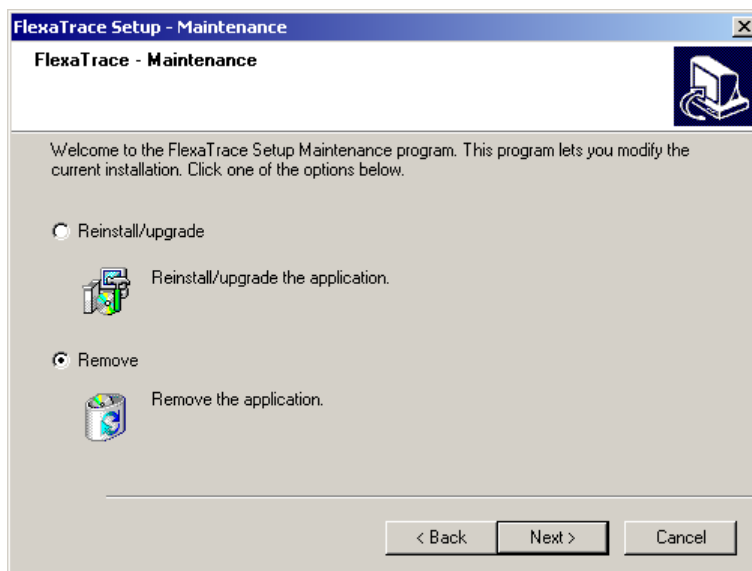 FlexaTrace Setup - Maintenance
FlexaTrace - Maintenance
Welcome to the FlexaTrace Setup Maintenance program. This program lets you modify the
current installation. Click one of the options below.
Reinstall/upgrade
Reinstall/upgrade the application.
Remove
Remove the application.
< Back
Next >
Cancel